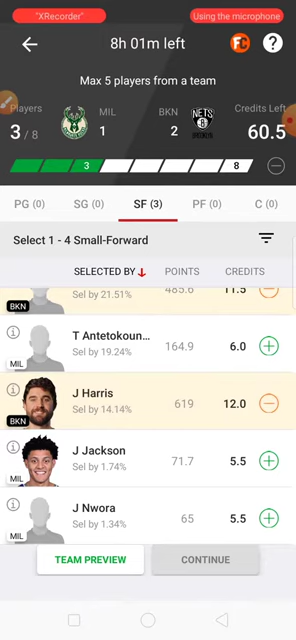 "XRecorder"
Using the microphone
8h 01m left
FC
?
Max 5 players from a team
Players
3 / 8
MIL
1
BKN
2
NETS
Credits Left
60.5
3
8
PG (0)
SG (0)
SF (3)
PF (0)
C (0)
Select 1 - 4 Small-Forward
SELECTED BY
POINTS
CREDITS
BKN
Sel by 21.51%
485.6
11.5
T Antetokoun...
Sel by 19.24%
MIL
164.9
6.0
J Harris
Sel by 14.14%
BKN
619
12.0
J Jackson
Sel by 1.74%
MIL
71.7
5.5
J Nwora
Sel by 1.34%
MIL
65
5.5
TEAM PREVIEW
CONTINUE